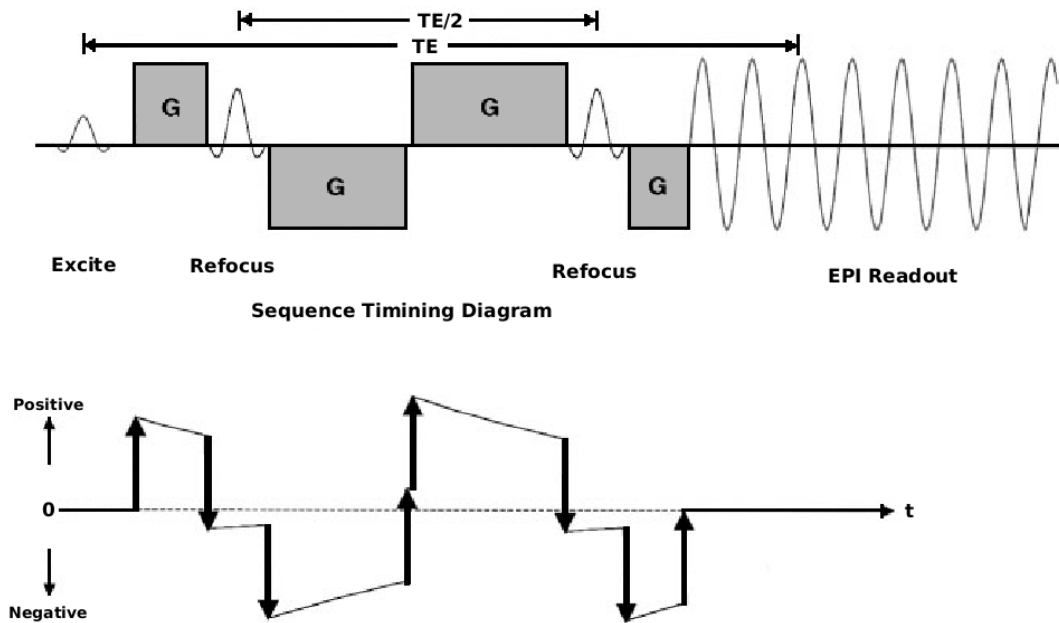 TE/2
TE
G
G
G
G
Excite
Refocus
Refocus
EPI Readout
Sequence Timining Diagram
Positive
0
t
Negative